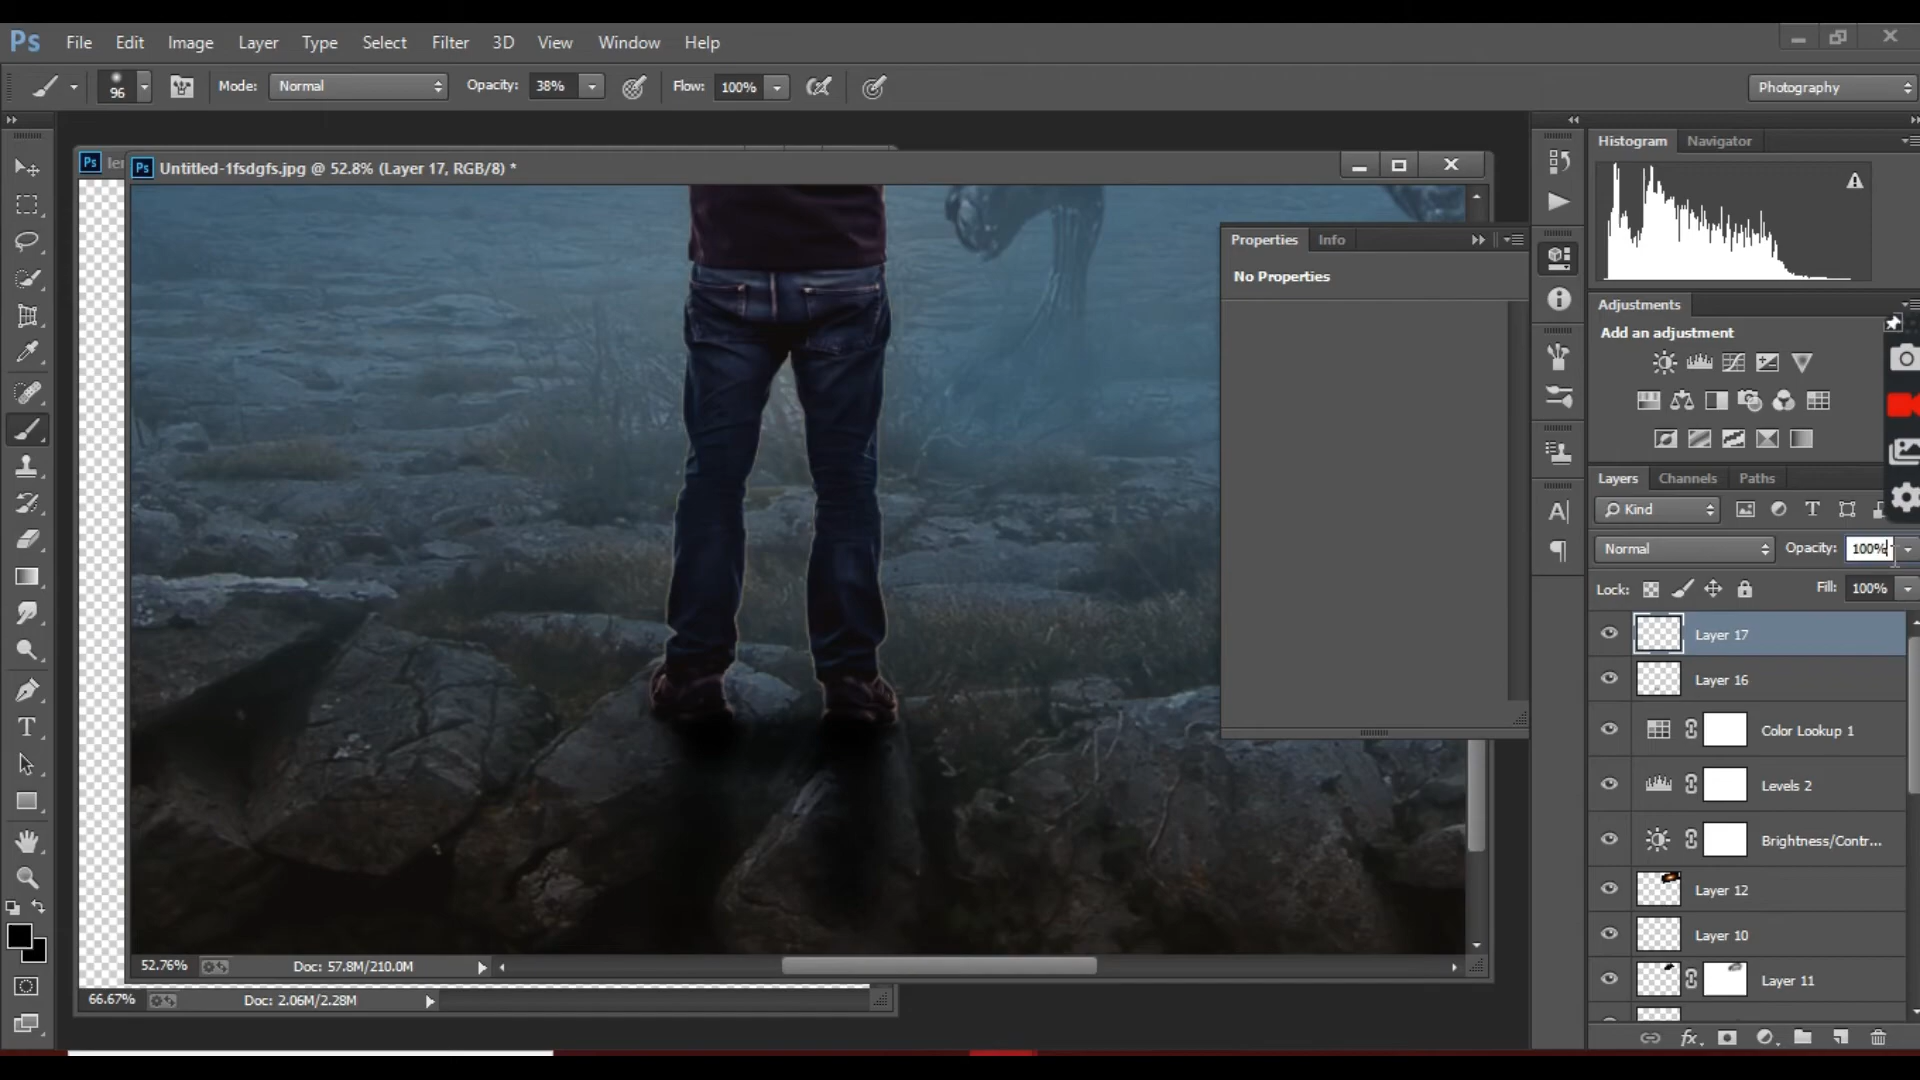 Ps File Edit Image Layer Type Select Filter 3D View Window Help
96 Mode: Normal Opacity: 38% Flow: 100% Photography
Ps
Ps Untitled-1fsdgfs.jpg @ 52.8% (Layer 17, RGB/8) *
Histogram Navigator
Properties Info
No Properties
Adjustments
Add an adjustment
Layers Channels Paths
Kind
Normal Opacity: 100%
Lock: Fill: 100%
Layer 17
Layer 16
Color Lookup 1
Levels 2
Brightness/Contr...
Layer 12
Layer 10
Layer 11
52.76% Doc: 57.8M/210.0M
66.67% Doc: 2.06M/2.28M